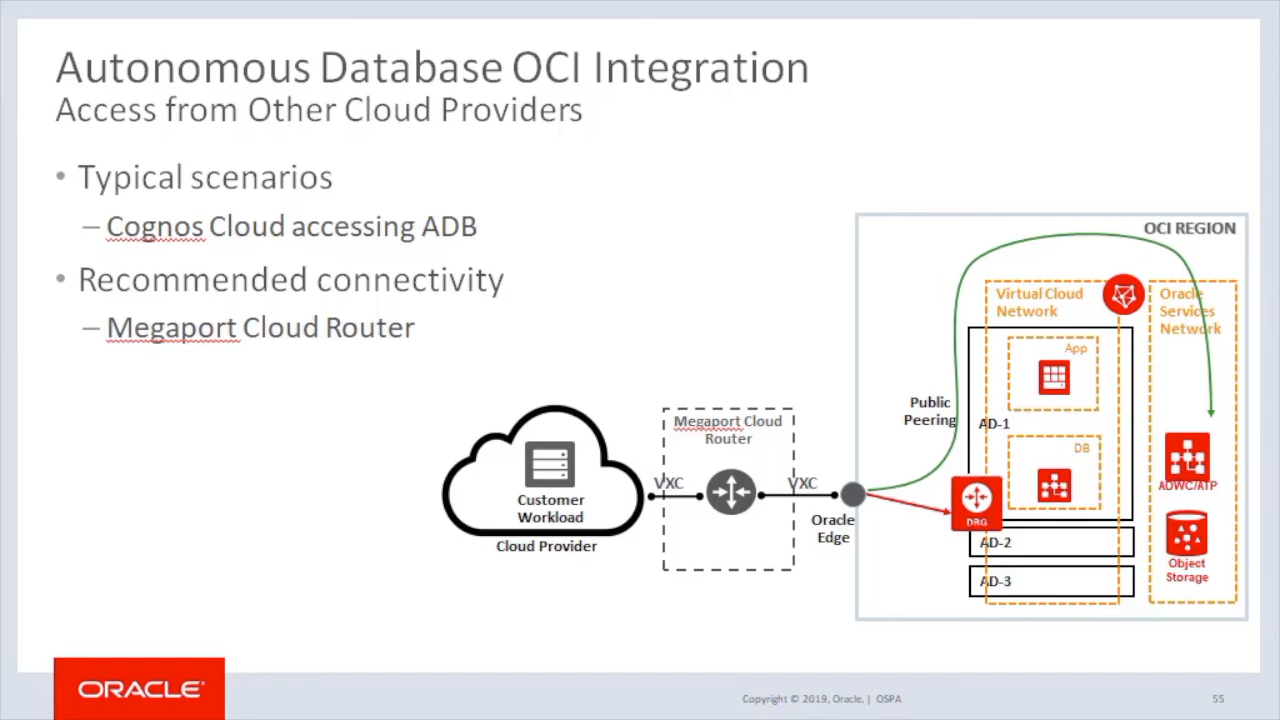 Autonomous Database OCI Integration
Access from Other Cloud Providers
• Typical scenarios
– Cognos Cloud accessing ADB
• Recommended connectivity
– Megaport Cloud Router
Customer
Workload
Cloud Provider
VXC
Megaport Cloud
Router
VXC
Oracle
Edge
OCI REGION
Public
Peering
Virtual Cloud
Network
App
AD-1
DB
DRG
AD-2
AD-3
Oracle
Services
Network
ADWC/ATP
Object
Storage
ORACLE®
Copyright © 2019, Oracle. | OSPA
55